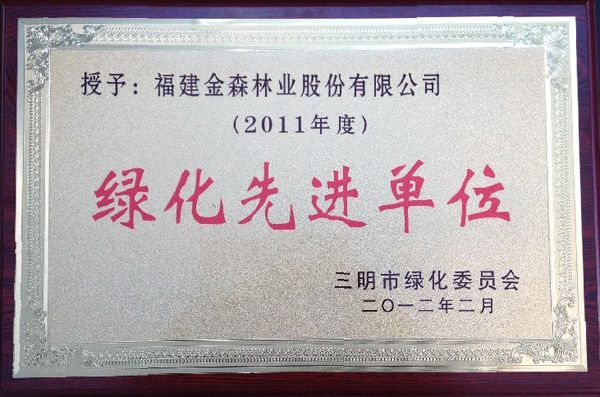 授予：福建金森林业股份有限公司
（2011年度）
绿化先进单位
三明市绿化委员会
二〇一二年二月